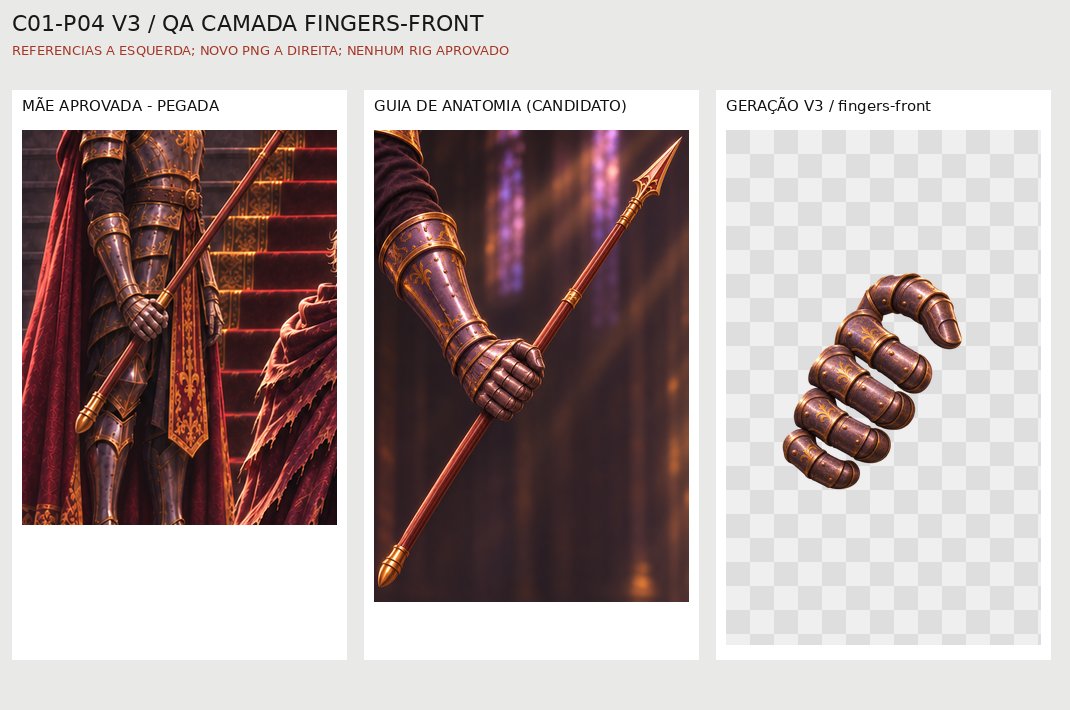 C01-P04 V3 / QA CAMADA FINGERS-FRONT
REFERENCIAS A ESQUERDA; NOVO PNG A DIREITA; NENHUM RIG APROVADO
MÃE APROVADA - PEGADA
GUIA DE ANATOMIA (CANDIDATO)
GERAÇÃO V3 / fingers-front